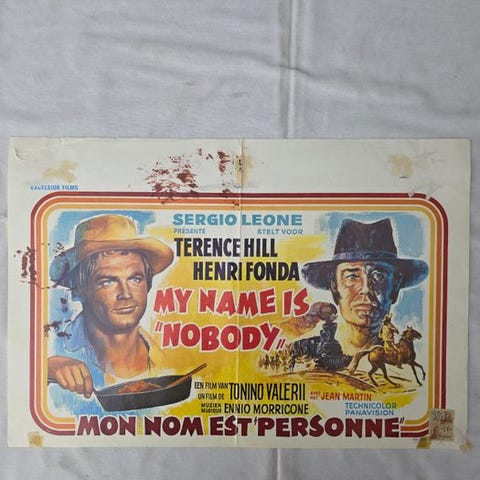 EXCELSIOR FILMS
SERGIO LEONE
PRÉSENTE STELT VOOR
TERENCE HILL
HENRI FONDA
MY NAME IS
"NOBODY"
EEN FILM VAN
UN FILM DE
TONINO VALERII
AVEC
MET
JEAN MARTIN
MUZIEK
MUSIQUE
ENNIO MORRICONE
TECHNICOLOR
PANAVISION
MON NOM EST "PERSONNE"